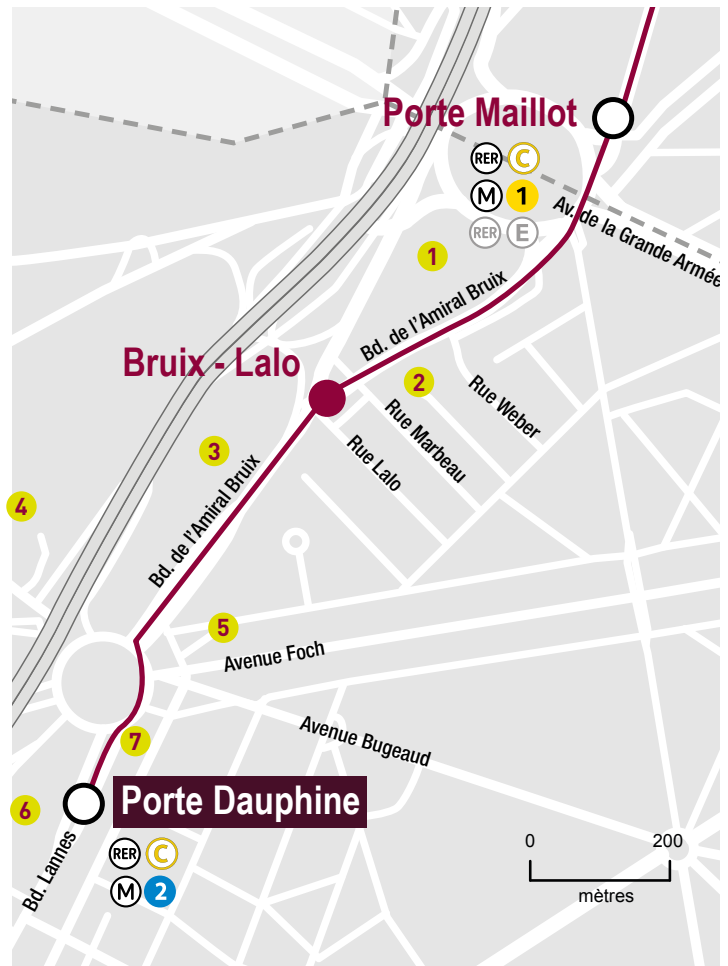 Porte Maillot
RER C
M 1
RER E
Av. de la Grande Armée
1
Bd. de l'Amiral Bruix
Bruix - Lalo
2
Rue Weber
Rue Marbeau
Rue Lalo
3
Bd. de l'Amiral Bruix
4
5
Avenue Foch
Avenue Bugeaud
7
6
Porte Dauphine
RER C
M 2
Bd. Lannes
0 200
mètres